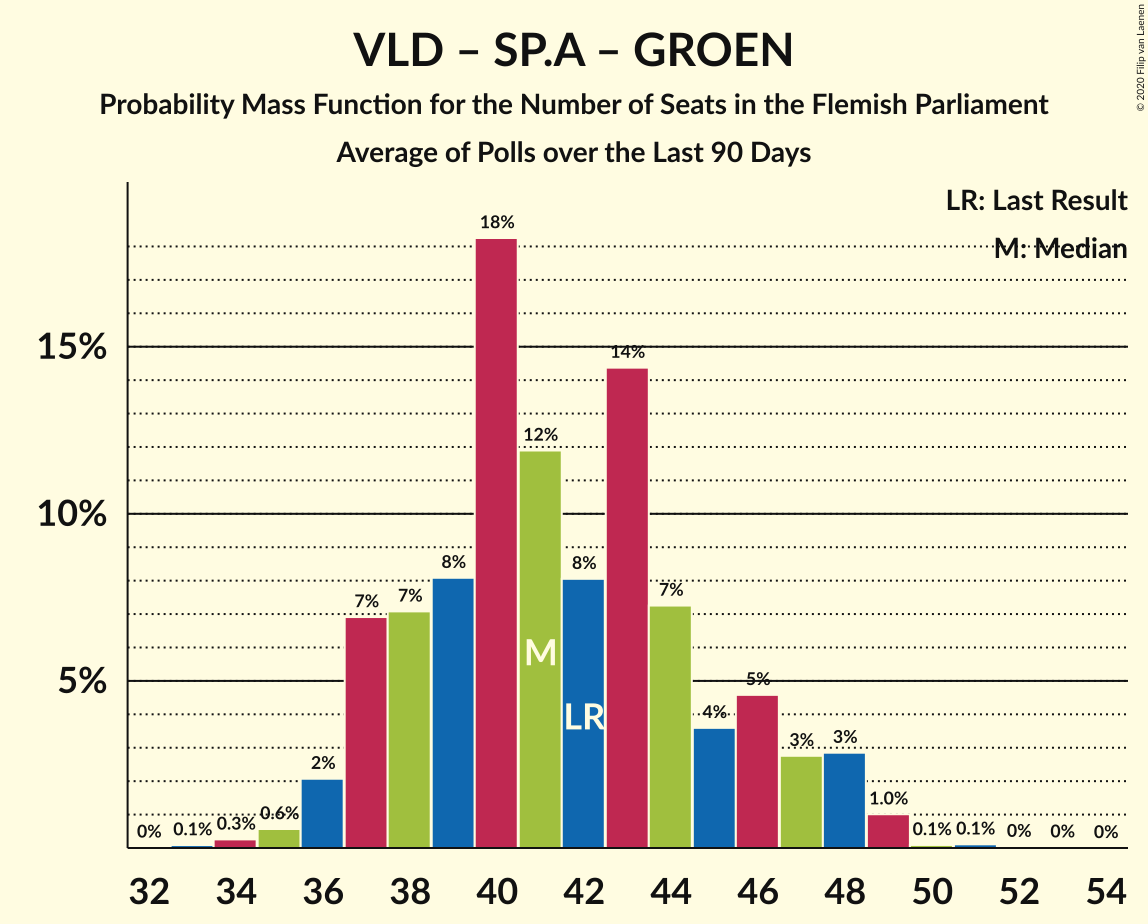 VLD – SP.A – GROEN
Probability Mass Function for the Number of Seats in the Flemish Parliament
Average of Polls over the Last 90 Days
© 2020 Filip van Laenen
LR: Last Result
M: Median
15%
10%
5%
0%
0.1%
0.3%
0.6%
2%
7%
7%
8%
18%
12%
8%
14%
7%
4%
5%
3%
3%
1.0%
0.1%
0.1%
0%
0%
0%
M
LR
32 34 36 38 40 42 44 46 48 50 52 54